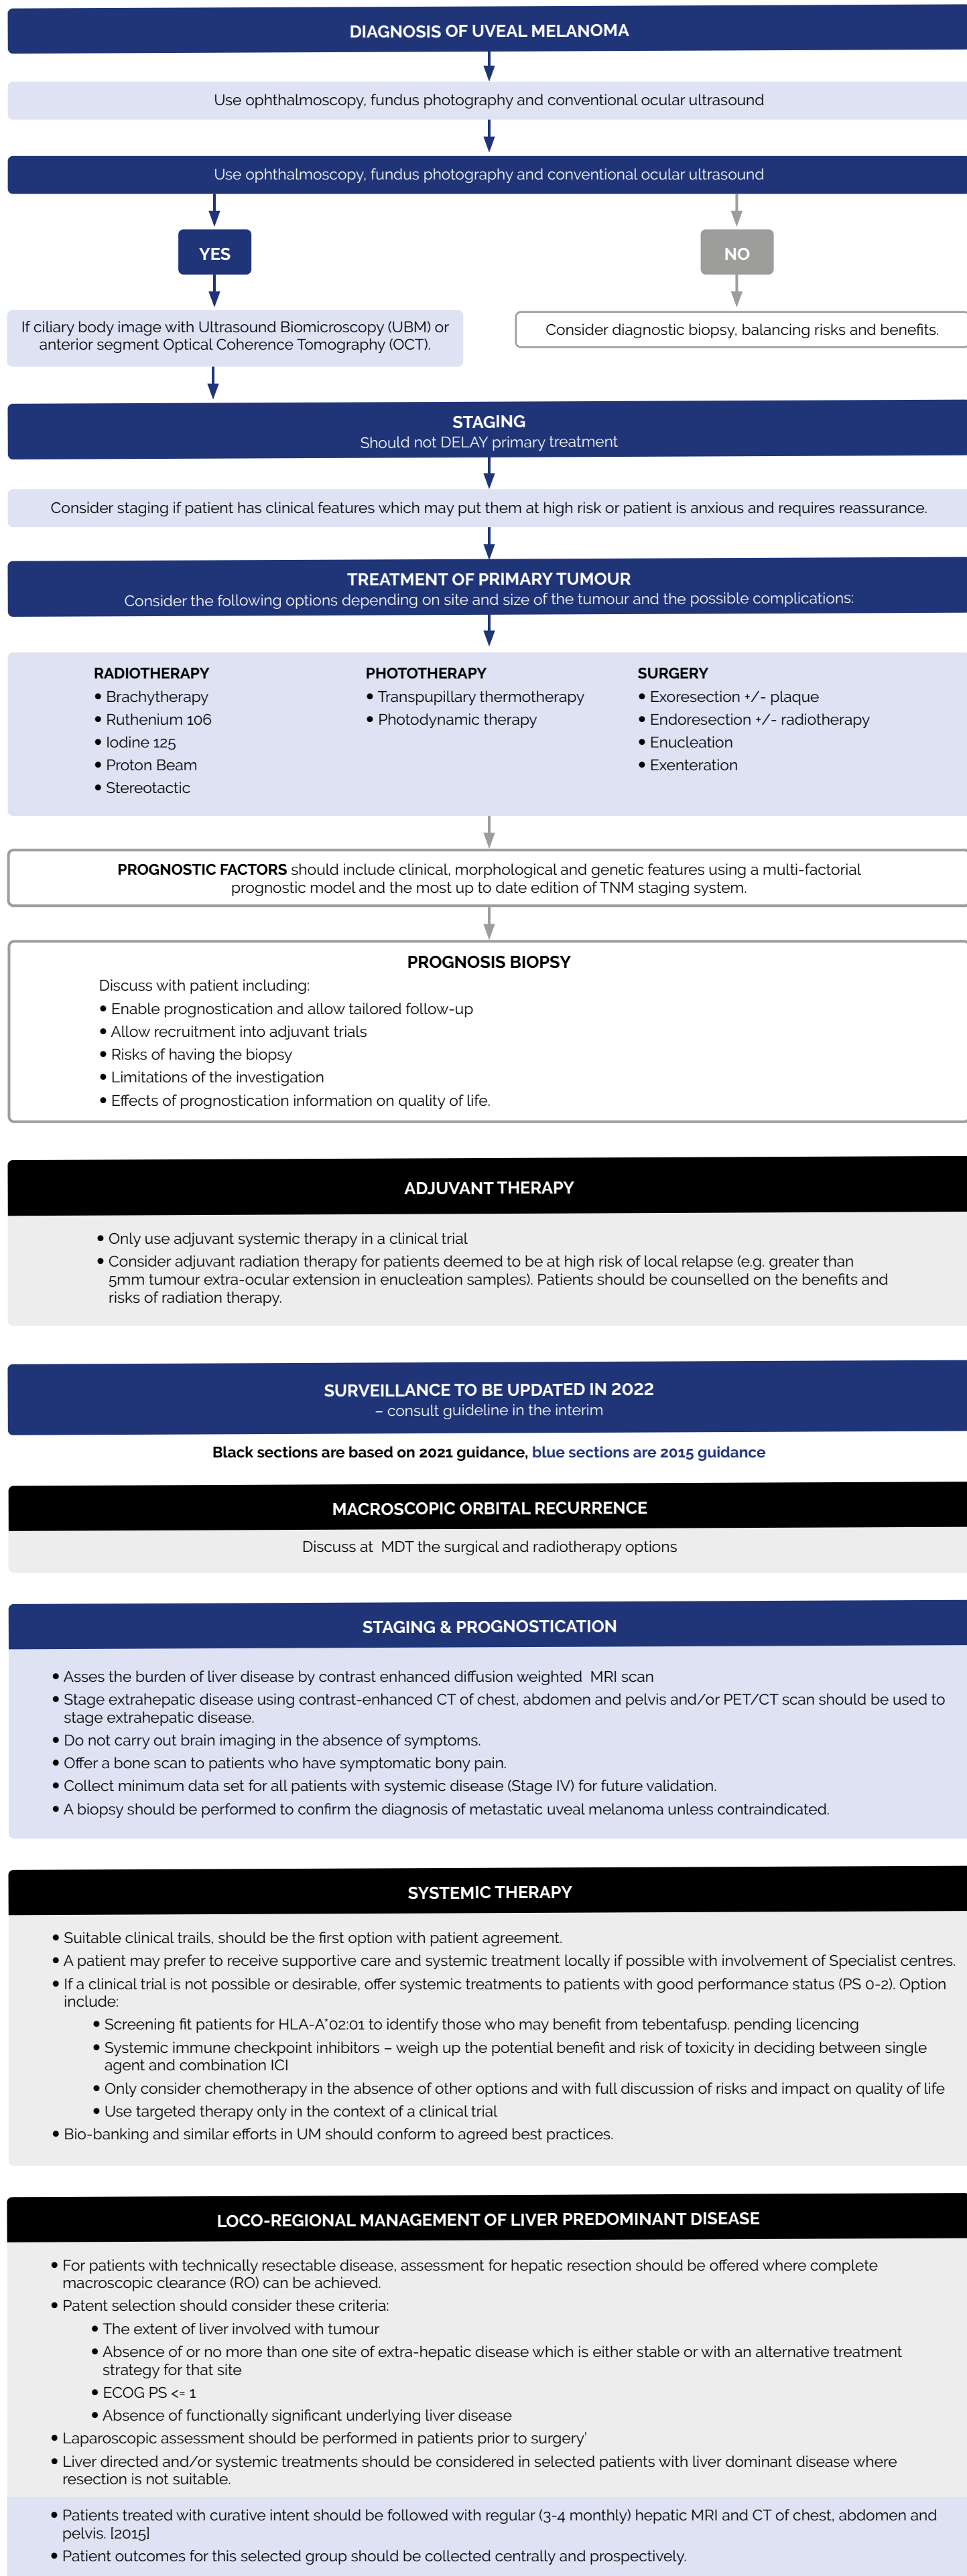 DIAGNOSIS OF UVEAL MELANOMA
Use ophthalmoscopy, fundus photography and conventional ocular ultrasound
Use ophthalmoscopy, fundus photography and conventional ocular ultrasound
YES
NO
If ciliary body image with Ultrasound Biomicroscopy (UBM) or
anterior segment Optical Coherence Tomography (OCT).
Consider diagnostic biopsy, balancing risks and benefits.
STAGING
Should not DELAY primary treatment
Consider staging if patient has clinical features which may put them at high risk or patient is anxious and requires reassurance.
TREATMENT OF PRIMARY TUMOUR
Consider the following options depending on site and size of the tumour and the possible complications:
RADIOTHERAPY
• Brachytherapy
• Ruthenium 106
• Iodine 125
• Proton Beam
• Stereotactic
PHOTOTHERAPY
• Transpupillary thermotherapy
• Photodynamic therapy
SURGERY
• Exoresection +/- plaque
• Endoresection +/- radiotherapy
• Enucleation
• Exenteration
PROGNOSTIC FACTORS should include clinical, morphological and genetic features using a multi-factorial
prognostic model and the most up to date edition of TNM staging system.
PROGNOSIS BIOPSY
Discuss with patient including:
• Enable prognostication and allow tailored follow-up
• Allow recruitment into adjuvant trials
• Risks of having the biopsy
• Limitations of the investigation
• Effects of prognostication information on quality of life.
ADJUVANT THERAPY
• Only use adjuvant systemic therapy in a clinical trial
• Consider adjuvant radiation therapy for patients deemed to be at high risk of local relapse (e.g. greater than
5mm tumour extra-ocular extension in enucleation samples). Patients should be counselled on the benefits and
risks of radiation therapy.
SURVEILLANCE TO BE UPDATED IN 2022
– consult guideline in the interim
Black sections are based on 2021 guidance, blue sections are 2015 guidance
MACROSCOPIC ORBITAL RECURRENCE
Discuss at MDT the surgical and radiotherapy options
STAGING & PROGNOSTICATION
• Asses the burden of liver disease by contrast enhanced diffusion weighted MRI scan
• Stage extrahepatic disease using contrast-enhanced CT of chest, abdomen and pelvis and/or PET/CT scan should be used to
stage extrahepatic disease.
• Do not carry out brain imaging in the absence of symptoms.
• Offer a bone scan to patients who have symptomatic bony pain.
• Collect minimum data set for all patients with systemic disease (Stage IV) for future validation.
• A biopsy should be performed to confirm the diagnosis of metastatic uveal melanoma unless contraindicated.
SYSTEMIC THERAPY
• Suitable clinical trails, should be the first option with patient agreement.
• A patient may prefer to receive supportive care and systemic treatment locally if possible with involvement of Specialist centres.
• If a clinical trial is not possible or desirable, offer systemic treatments to patients with good performance status (PS 0-2). Option
include:
• Screening fit patients for HLA-A*02:01 to identify those who may benefit from tebentafusp. pending licencing
• Systemic immune checkpoint inhibitors – weigh up the potential benefit and risk of toxicity in deciding between single
agent and combination ICI
• Only consider chemotherapy in the absence of other options and with full discussion of risks and impact on quality of life
• Use targeted therapy only in the context of a clinical trial
• Bio-banking and similar efforts in UM should conform to agreed best practices.
LOCO-REGIONAL MANAGEMENT OF LIVER PREDOMINANT DISEASE
• For patients with technically resectable disease, assessment for hepatic resection should be offered where complete
macroscopic clearance (RO) can be achieved.
• Patent selection should consider these criteria:
• The extent of liver involved with tumour
• Absence of or no more than one site of extra-hepatic disease which is either stable or with an alternative treatment
strategy for that site
• ECOG PS <= 1
• Absence of functionally significant underlying liver disease
• Laparoscopic assessment should be performed in patients prior to surgery'
• Liver directed and/or systemic treatments should be considered in selected patients with liver dominant disease where
resection is not suitable.
• Patients treated with curative intent should be followed with regular (3-4 monthly) hepatic MRI and CT of chest, abdomen and
pelvis. [2015]
• Patient outcomes for this selected group should be collected centrally and prospectively.